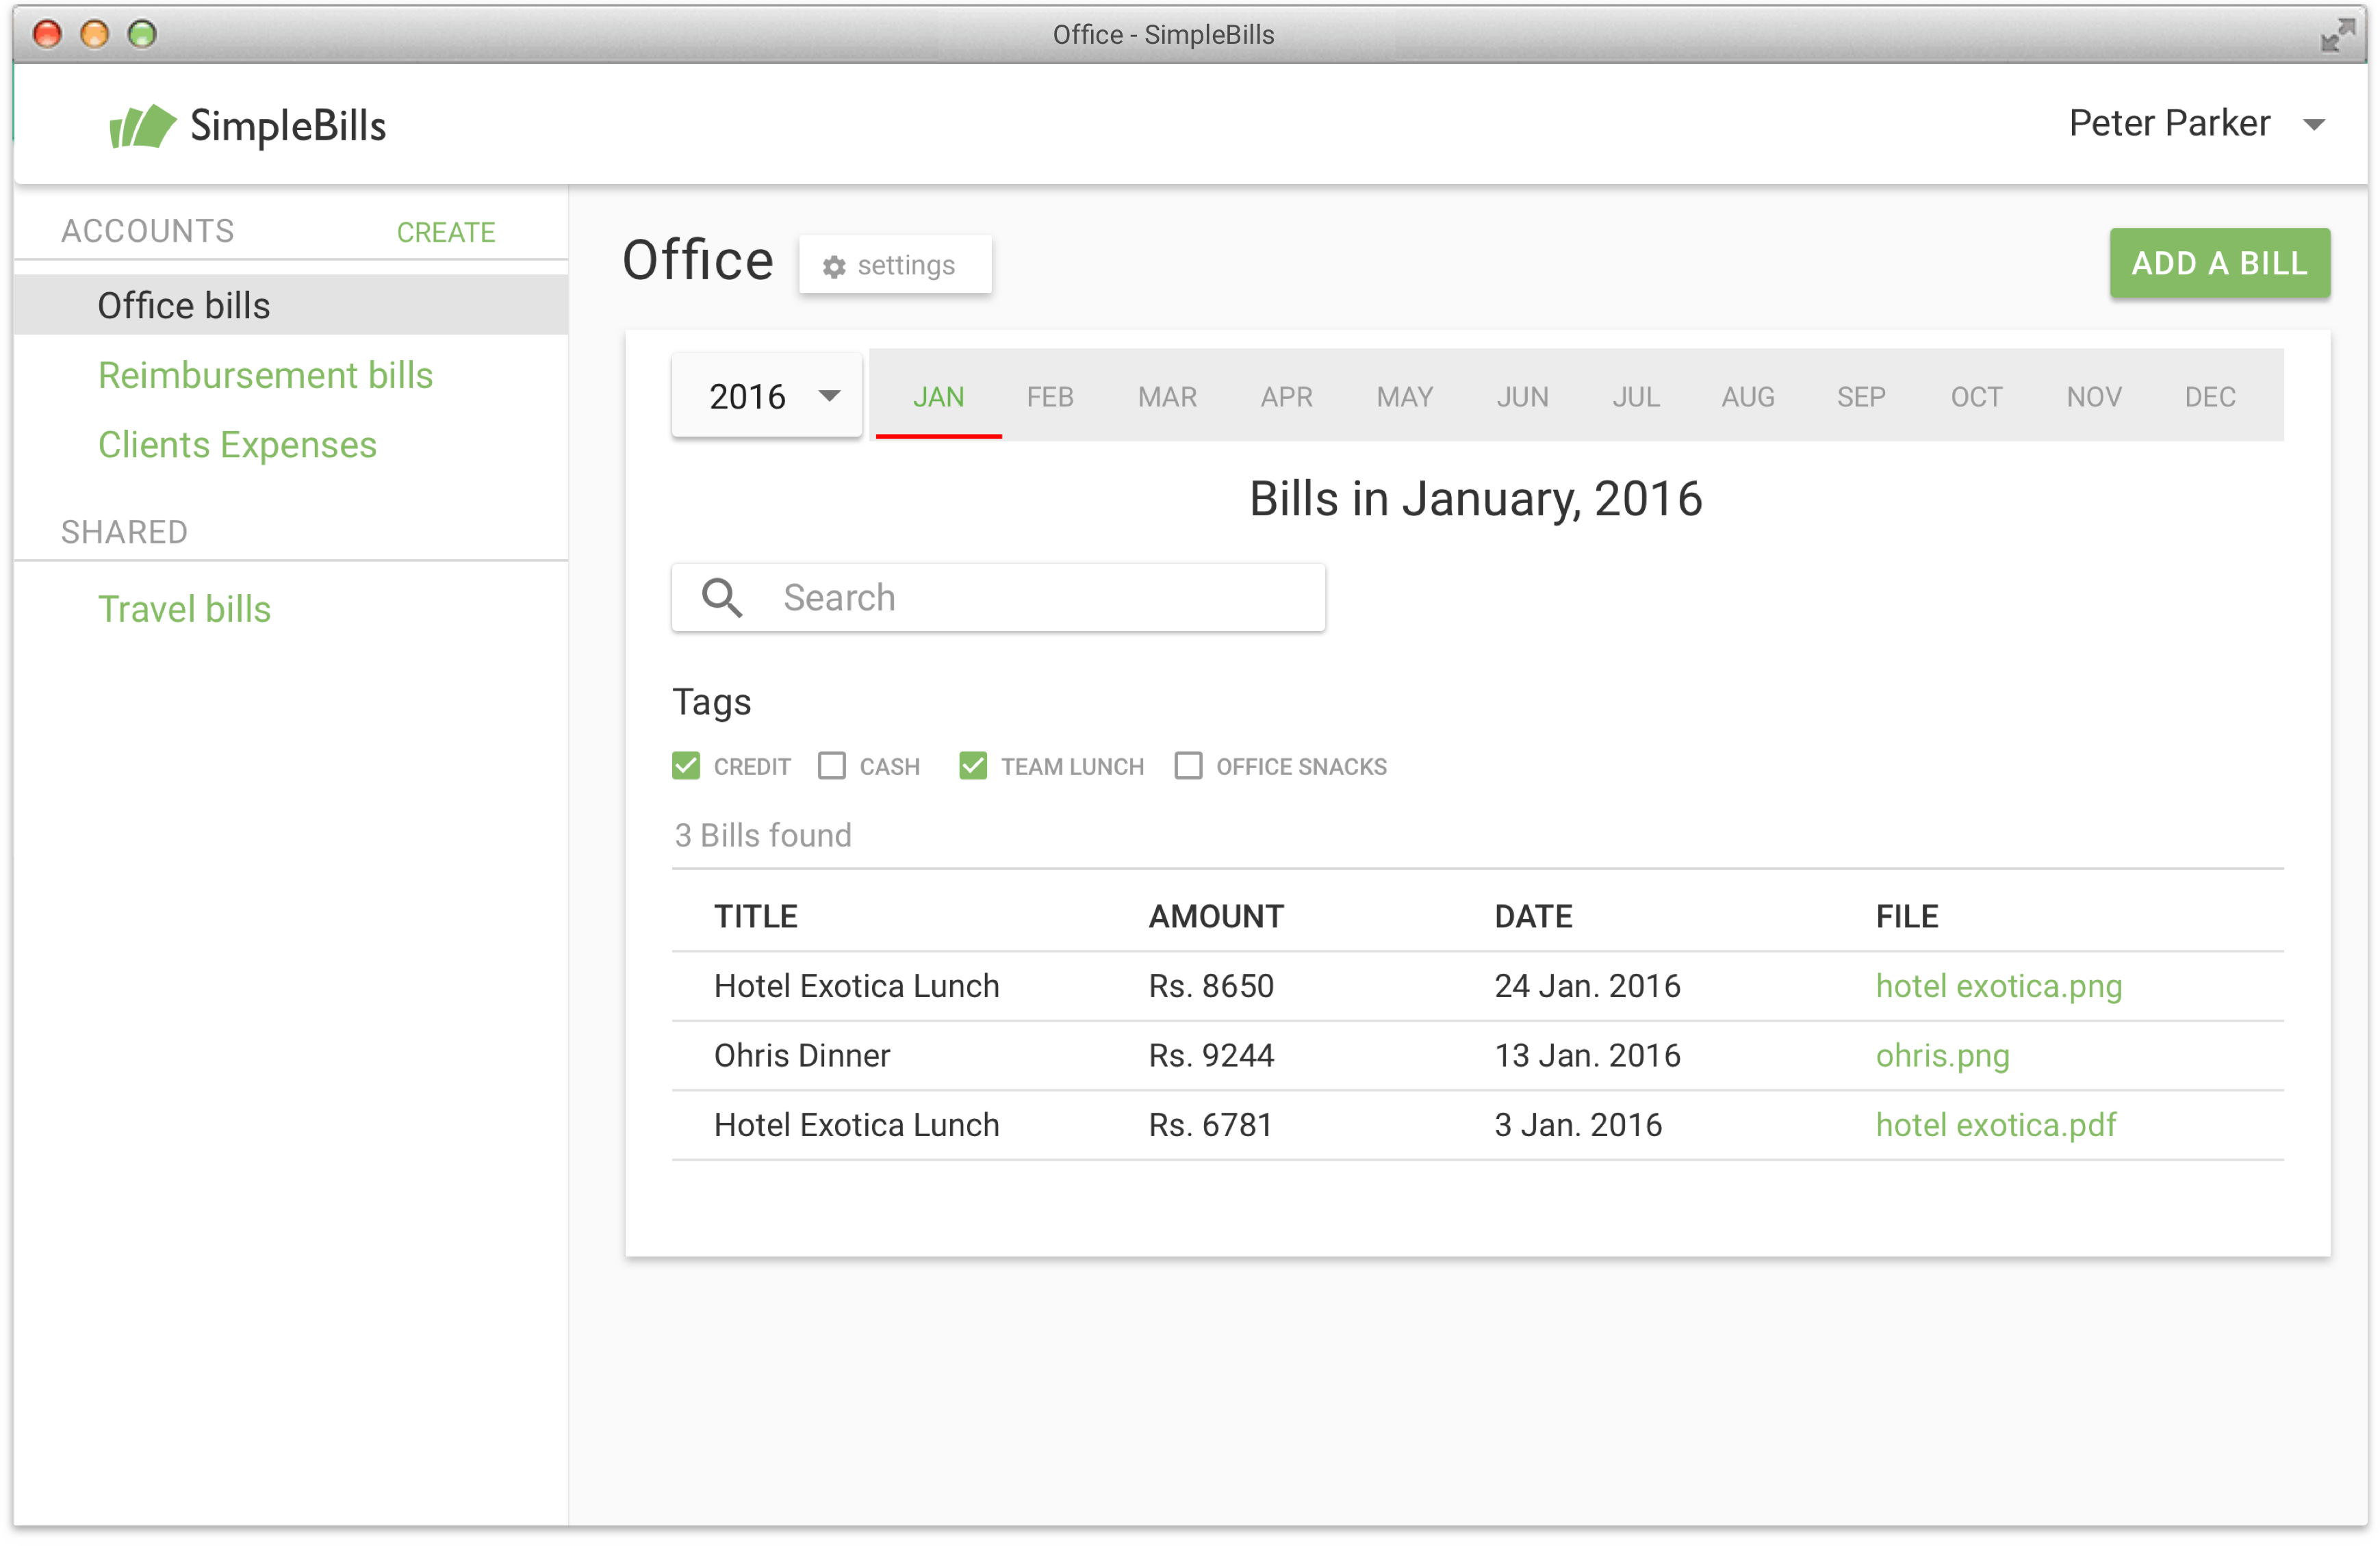 Office - SimpleBills
SimpleBills
Peter Parker
ACCOUNTS CREATE
Office bills
Reimbursement bills
Clients Expenses
SHARED
Travel bills
Office settings ADD A BILL
2016 JAN FEB MAR APR MAY JUN JUL AUG SEP OCT NOV DEC
Bills in January, 2016
Search
Tags
CREDIT CASH TEAM LUNCH OFFICE SNACKS
3 Bills found
TITLE AMOUNT DATE FILE
Hotel Exotica Lunch Rs. 8650 24 Jan. 2016 hotel exotica.png
Ohris Dinner Rs. 9244 13 Jan. 2016 ohris.png
Hotel Exotica Lunch Rs. 6781 3 Jan. 2016 hotel exotica.pdf